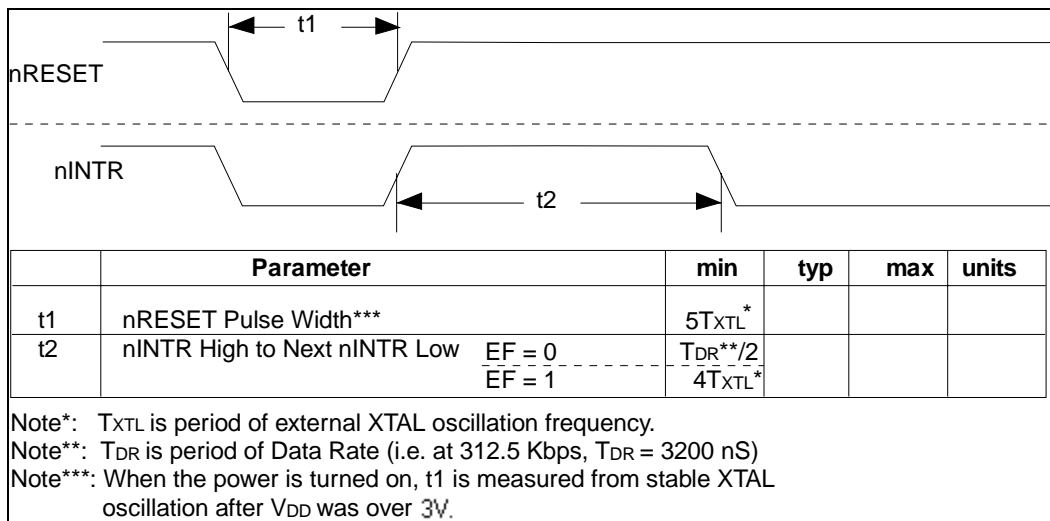 t1
nRESET
nINTR
t2
Parameter min typ max units
t1 nRESET Pulse Width*** 5TXTL*
t2 nINTR High to Next nINTR Low EF = 0 TDR**/2
EF = 1 4TXTL*
Note*: TXTL is period of external XTAL oscillation frequency.
Note**: TDR is period of Data Rate (i.e. at 312.5 Kbps, TDR = 3200 nS)
Note***: When the power is turned on, t1 is measured from stable XTAL
oscillation after VDD was over 3V.